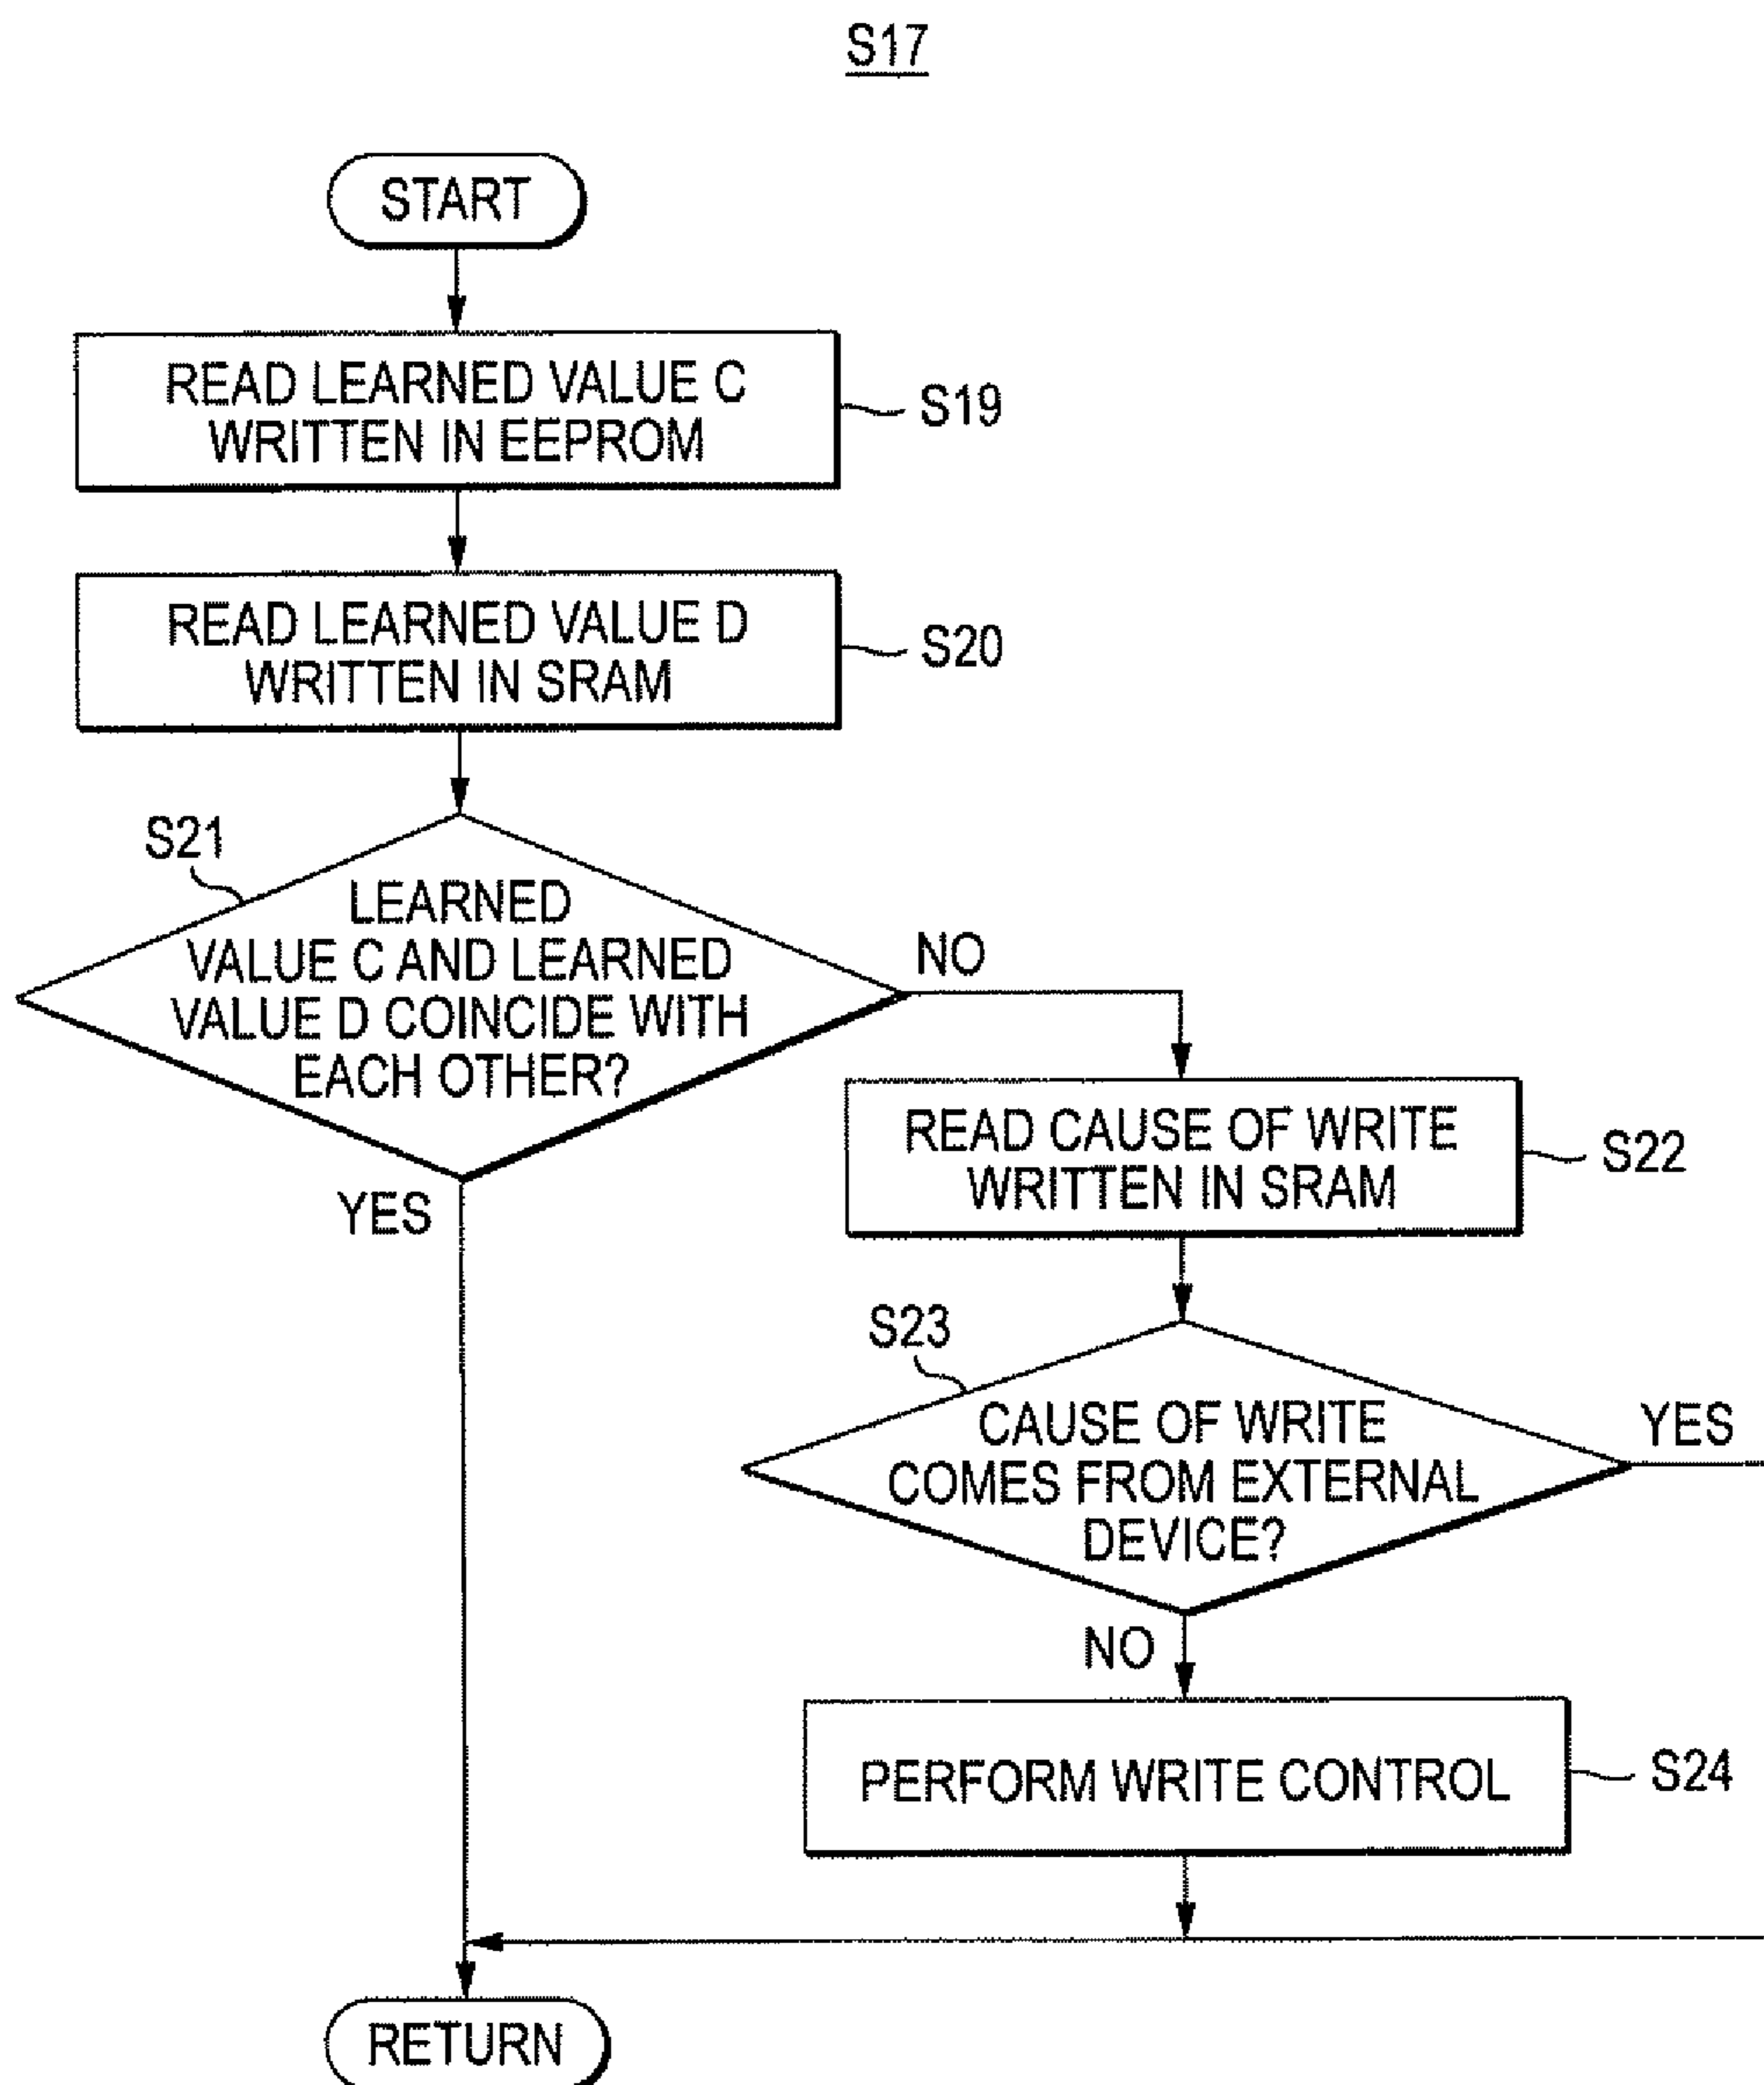 S17
START
READ LEARNED VALUE C
WRITTEN IN EEPROM
S19
READ LEARNED VALUE D
WRITTEN IN SRAM
S20
S21
LEARNED
VALUE C AND LEARNED
VALUE D COINCIDE WITH
EACH OTHER?
NO
YES
READ CAUSE OF WRITE
WRITTEN IN SRAM
S22
S23
CAUSE OF WRITE
COMES FROM EXTERNAL
DEVICE?
YES
NO
PERFORM WRITE CONTROL
S24
RETURN